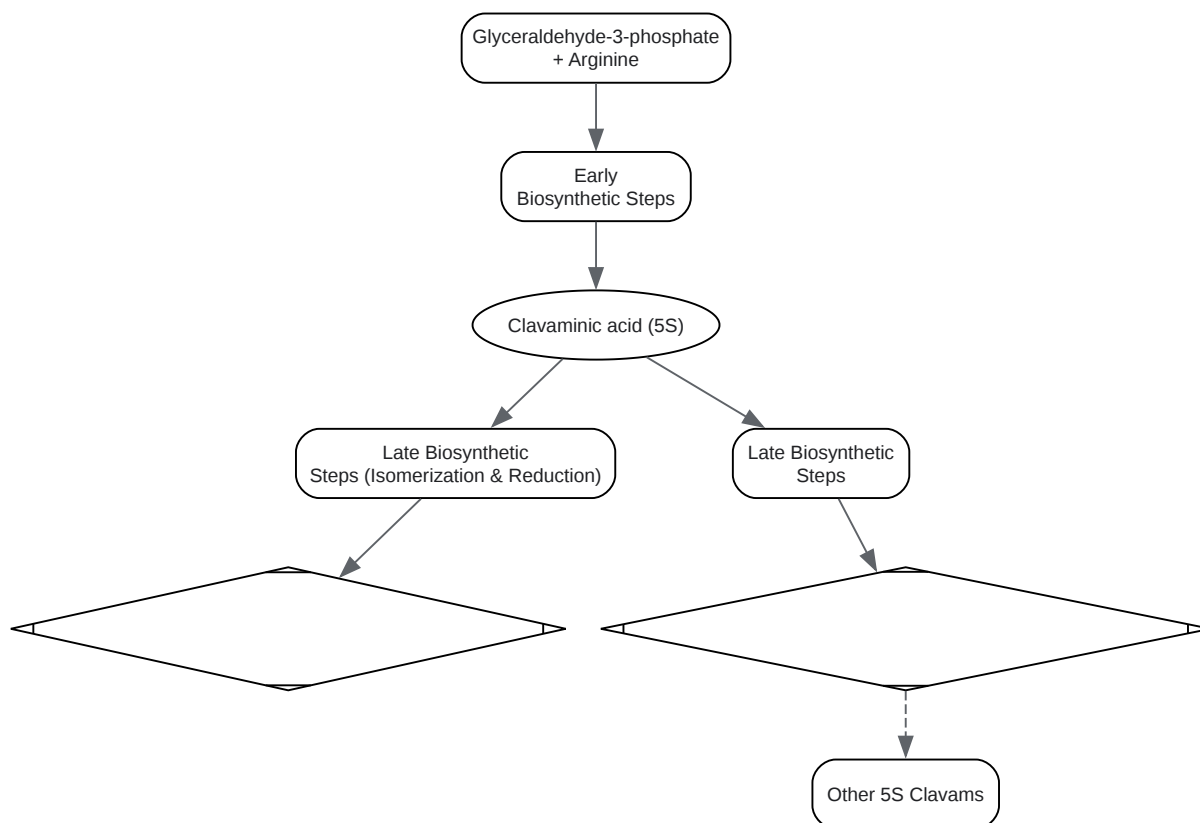 Glyceraldehyde-3-phosphate
+ Arginine
Early
Biosynthetic Steps
Clavaminic acid (5S)
Late Biosynthetic
Steps (Isomerization & Reduction)
Late Biosynthetic
Steps
Other 5S Clavams